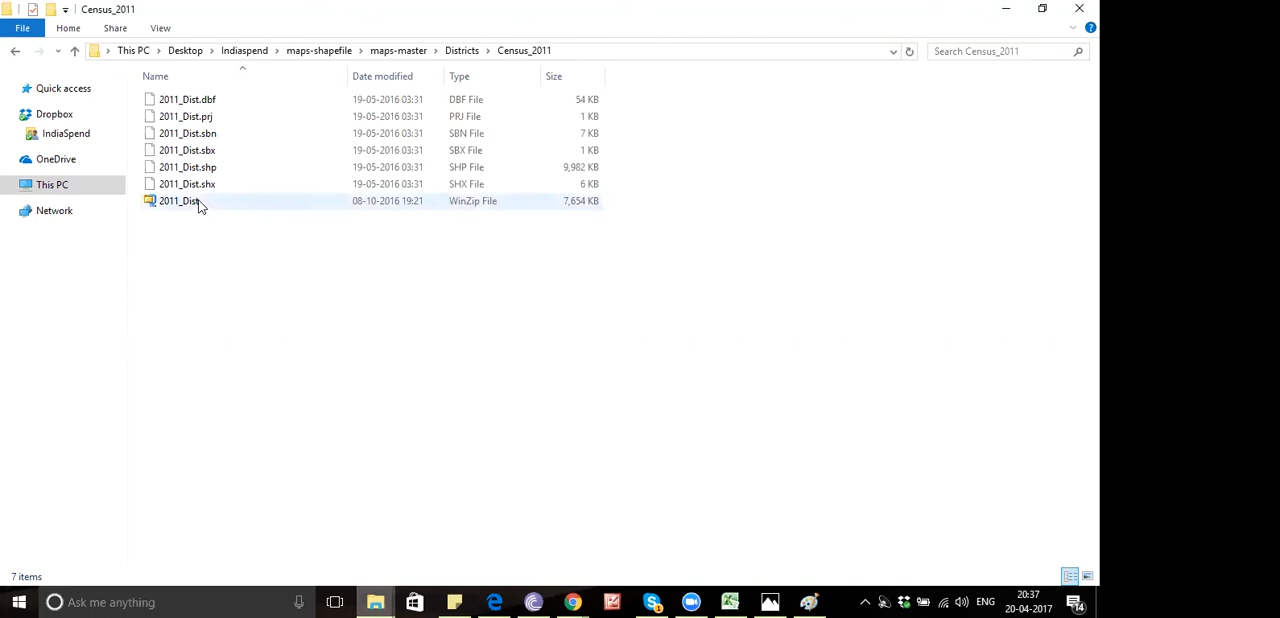 Census_2011
File Home Share View
This PC Desktop Indiaspend maps-shapefile maps-master Districts Census_2011 Search Census_2011
Name Date modified Type Size
Quick access
Dropbox
IndiaSpend
OneDrive
This PC
Network
2011_Dist.dbf 19-05-2016 03:31 DBF File 54 KB
2011_Dist.prj 19-05-2016 03:31 PRJ File 1 KB
2011_Dist.sbn 19-05-2016 03:31 SBN File 7 KB
2011_Dist.sbx 19-05-2016 03:31 SBX File 1 KB
2011_Dist.shp 19-05-2016 03:31 SHP File 9,982 KB
2011_Dist.shx 19-05-2016 03:31 SHX File 6 KB
2011_Dist 08-10-2016 19:21 WinZip File 7,654 KB
7 items
Ask me anything ENG 20:37
20-04-2017 14